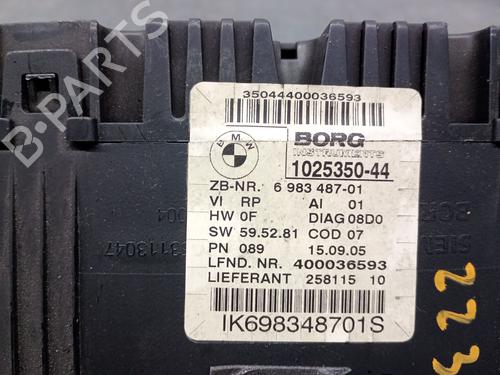 35044400036593
BMW
BORG
INSTRUMENTS
1025350-44
ZB-NR. 6 983 487-01
VI RP AI 01
HW 0F DIAG 08D0
SW 59.52.81 COD 07
PN 089 15.09.05
LFND. NR. 400036593
LIEFERANT 258115 10
IK698348701S
B-PARTS
223